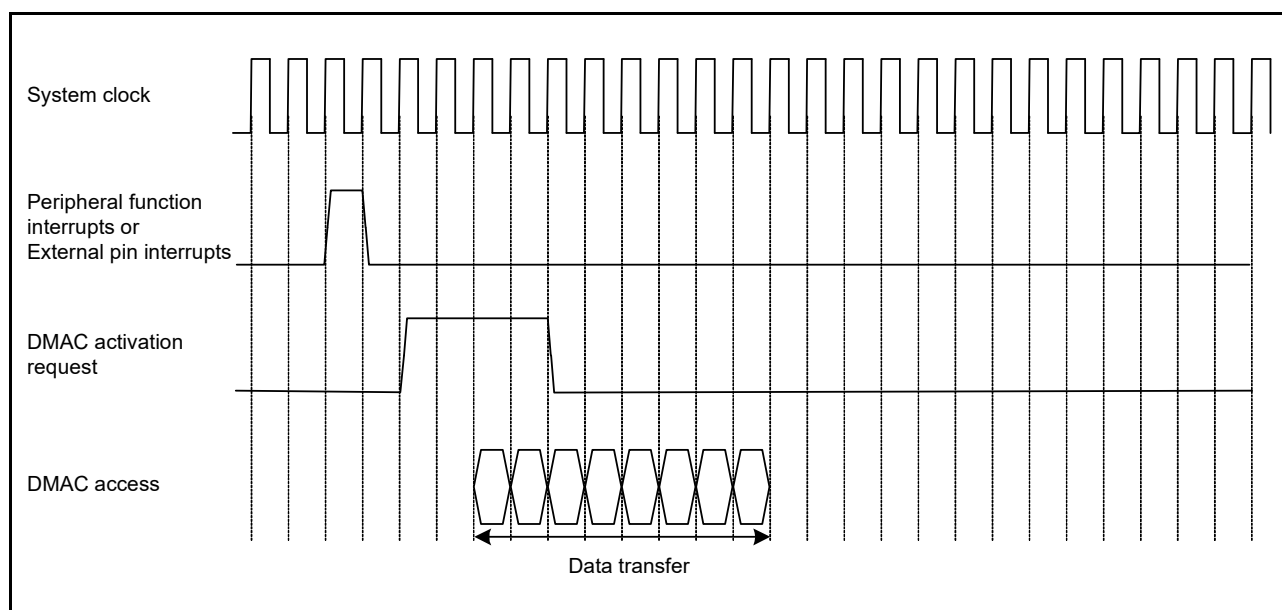 System clock
Peripheral function
interrupts or
External pin interrupts
DMAC activation
request
DMAC access
Data transfer